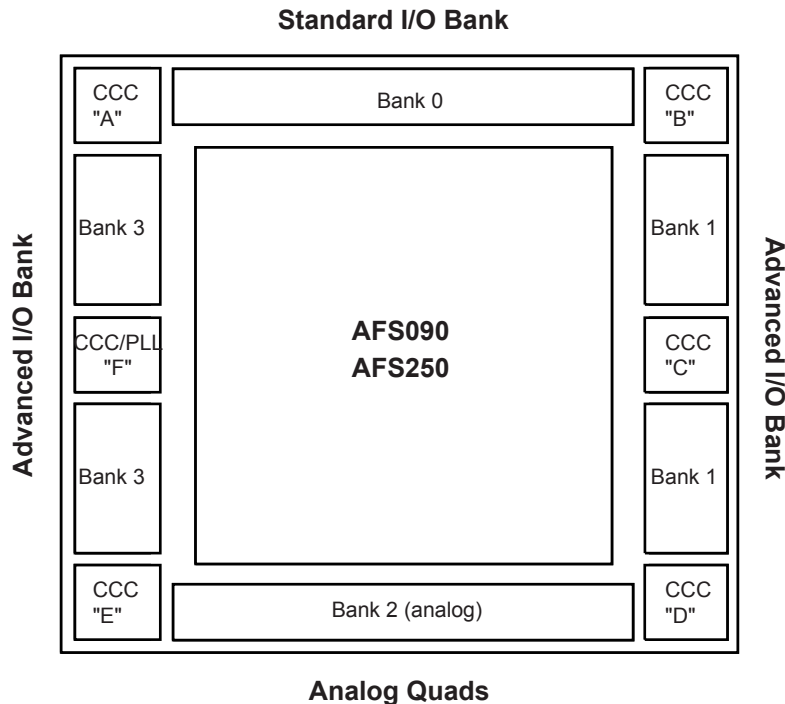 Standard I/O Bank
CCC
"A"
Bank 0
CCC
"B"
Bank 3
Bank 1
Advanced I/O Bank
Advanced I/O Bank
CCC/PLL
"F"
AFS090
AFS250
CCC
"C"
Bank 3
Bank 1
CCC
"E"
Bank 2 (analog)
CCC
"D"
Analog Quads